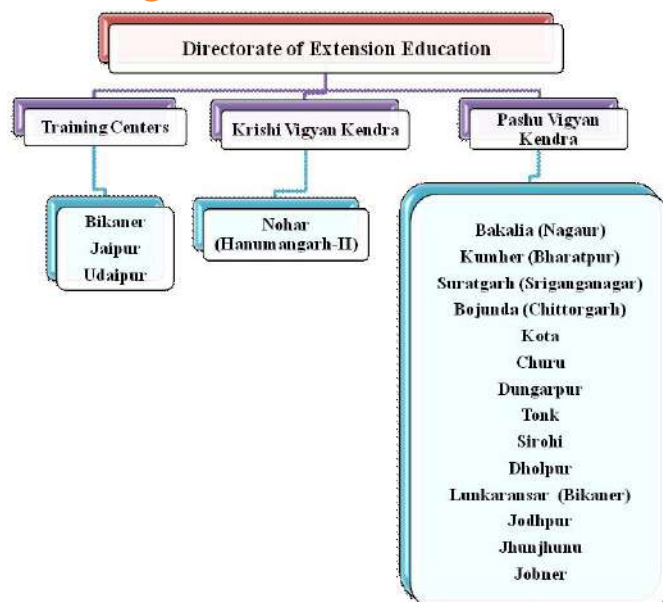 Directorate of Extension Education
Training Centers
Krishi Vigyan Kendra
Pashu Vigyan
Kendra
Bikaner
Jaipur
Udaipur
Nohar
(Hanumangarh-II)
Bakalia (Nagaur)
Kumher (Bharatpur)
Suratgarh (Sriganganagar)
Bojunda (Chittorgarh)
Kota
Churu
Dungarpur
Tonk
Sirohi
Dholpur
Lunkaransar (Bikaner)
Jodhpur
Jhunjhunu
Jobner